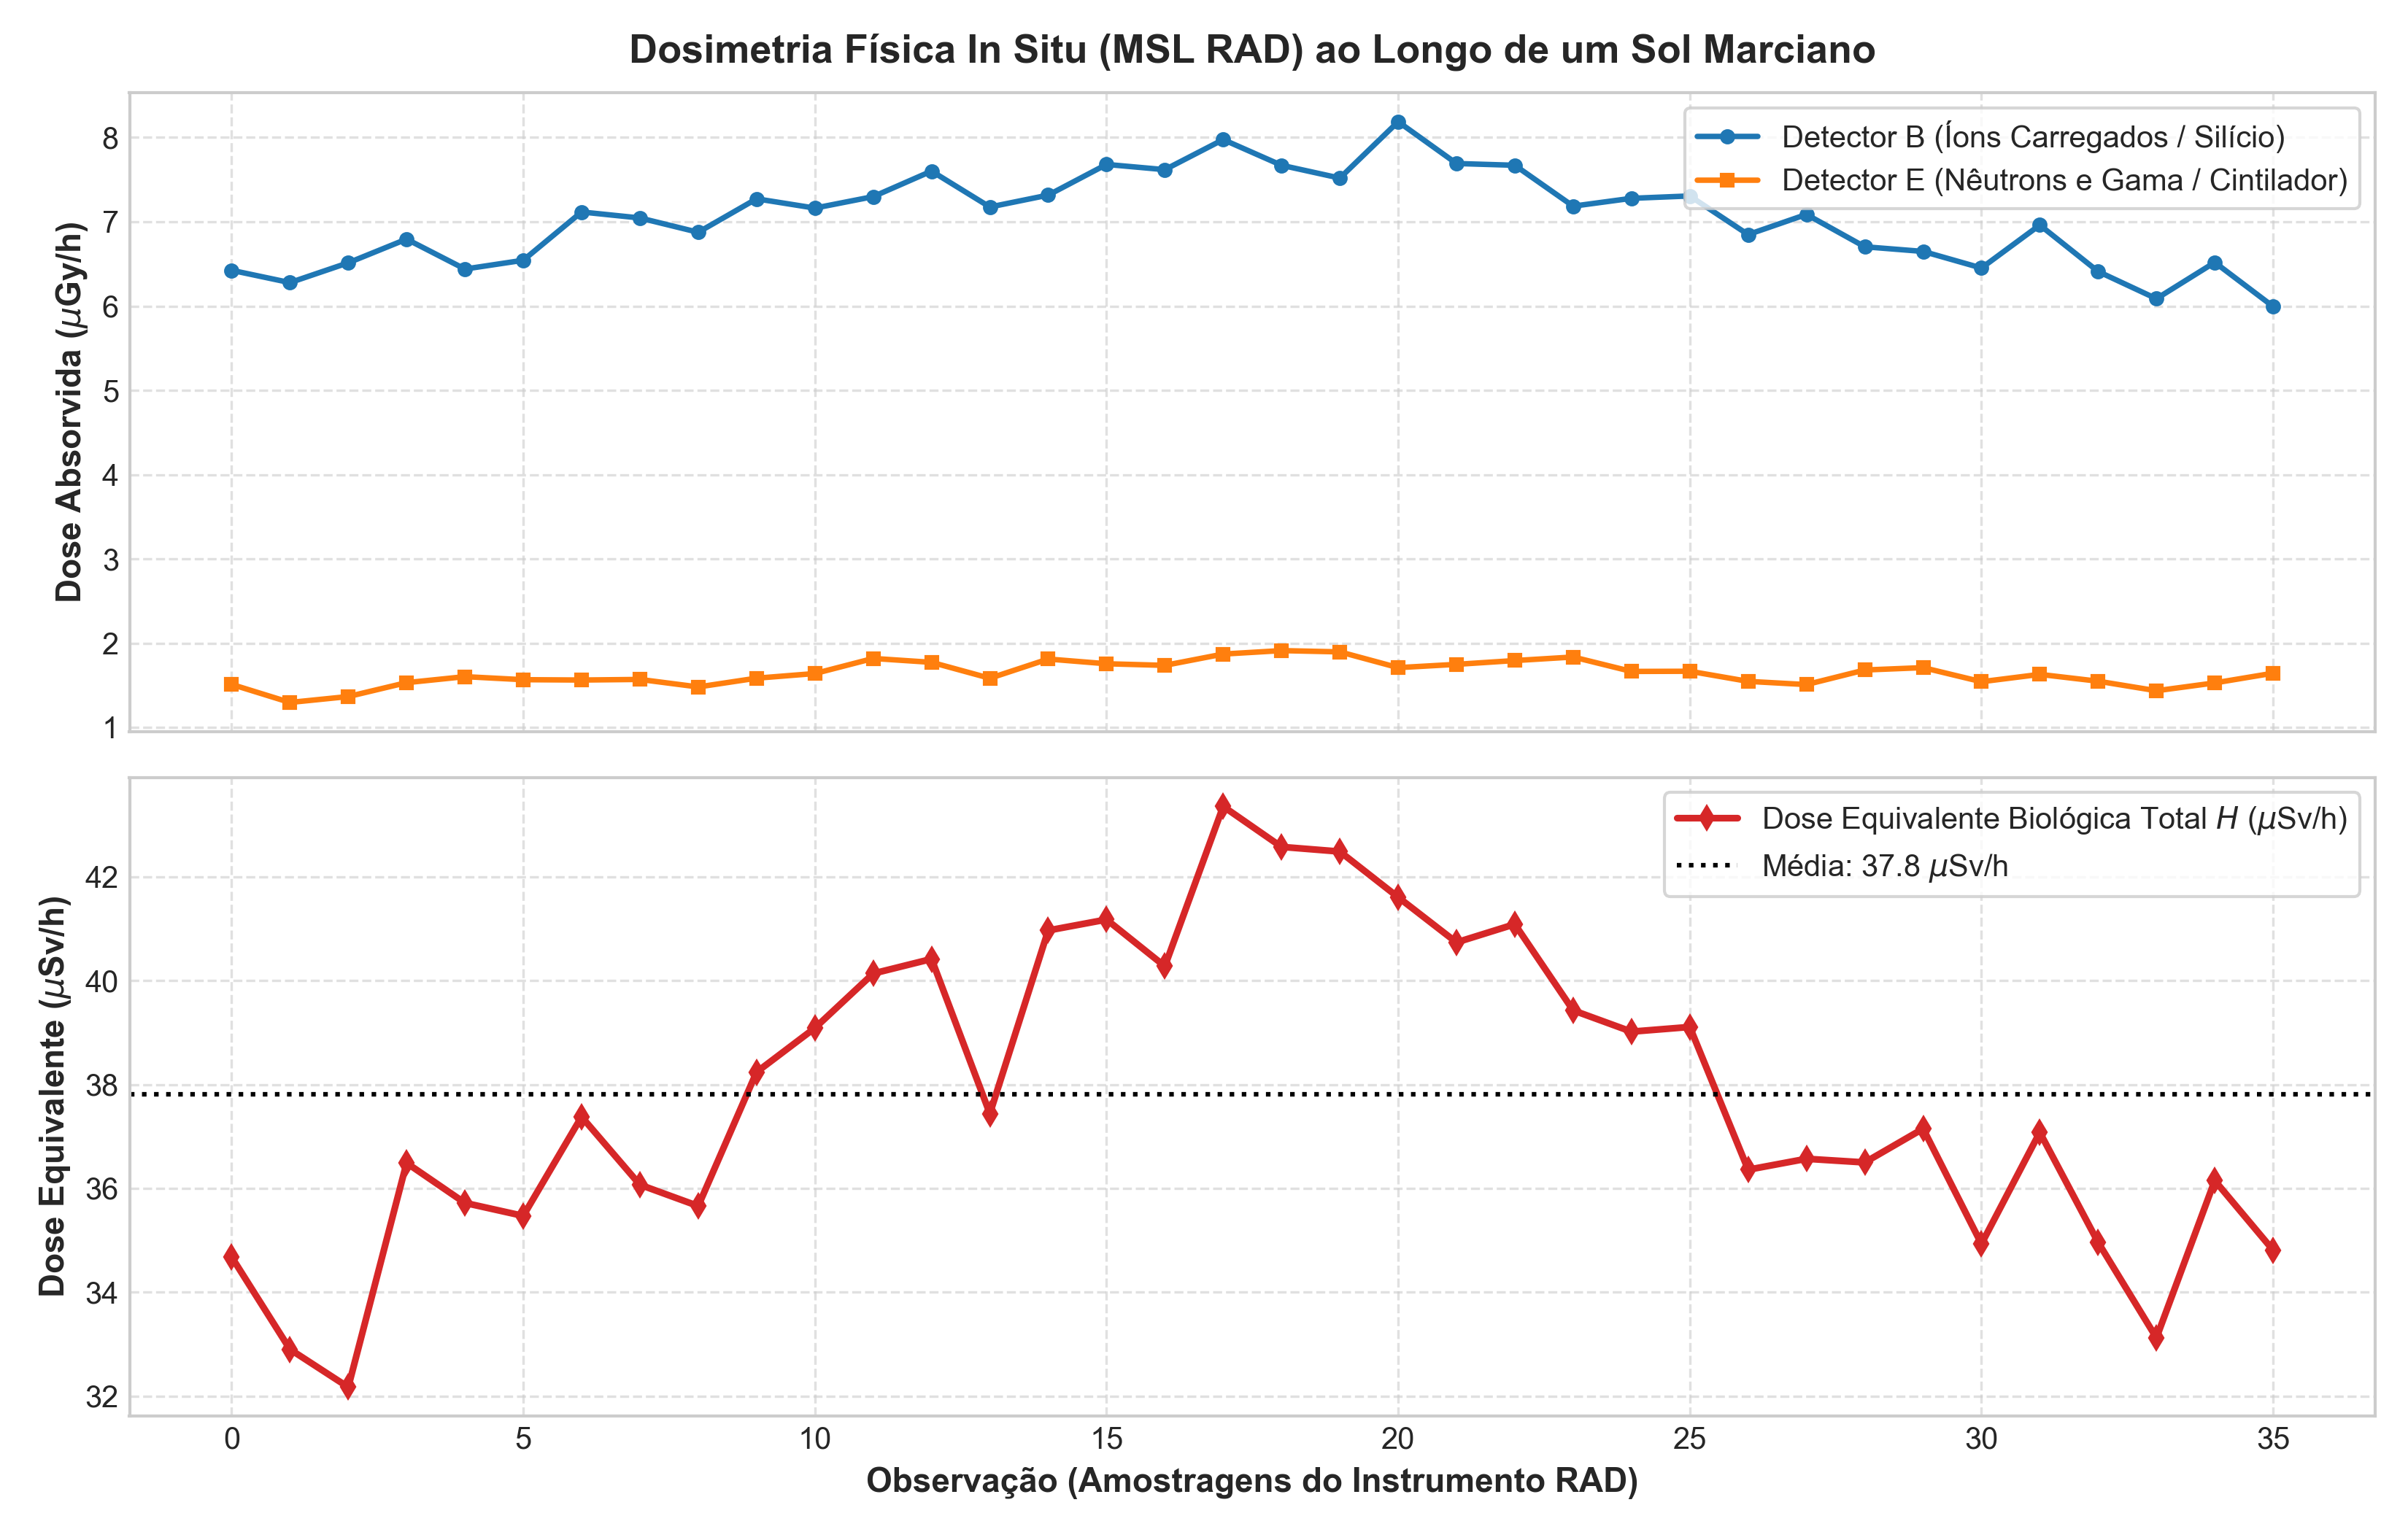 Dosimetria Física In Situ (MSL RAD) ao Longo de um Sol Marciano
Dose Absorvida (μGy/h)
8
7
6
5
4
3
2
1
Detector B (Íons Carregados / Silício)
Detector E (Nêutrons e Gama / Cintilador)
Dose Equivalente (μSv/h)
42
40
38
36
34
32
Dose Equivalente Biológica Total H (μSv/h)
Média: 37.8 μSv/h
0 5 10 15 20 25 30 35
Observação (Amostragens do Instrumento RAD)